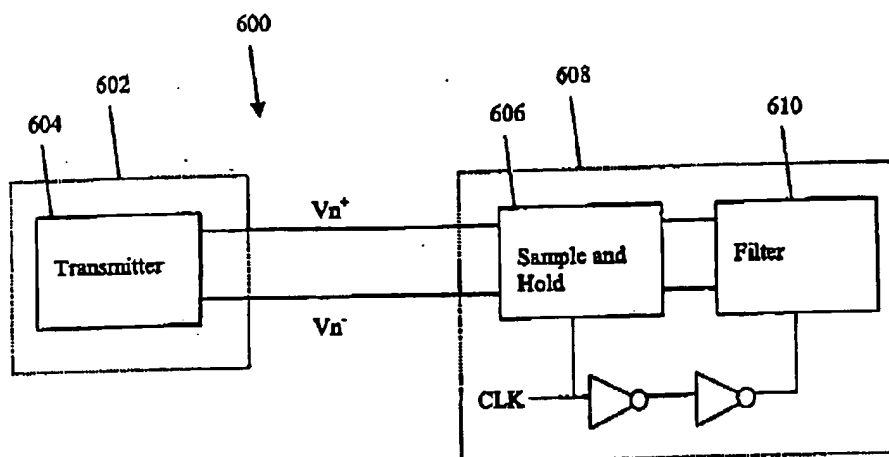 600
602
608
604
606
610
Vn⁺
Transmitter
Sample and
Hold
Filter
Vn⁻
CLK